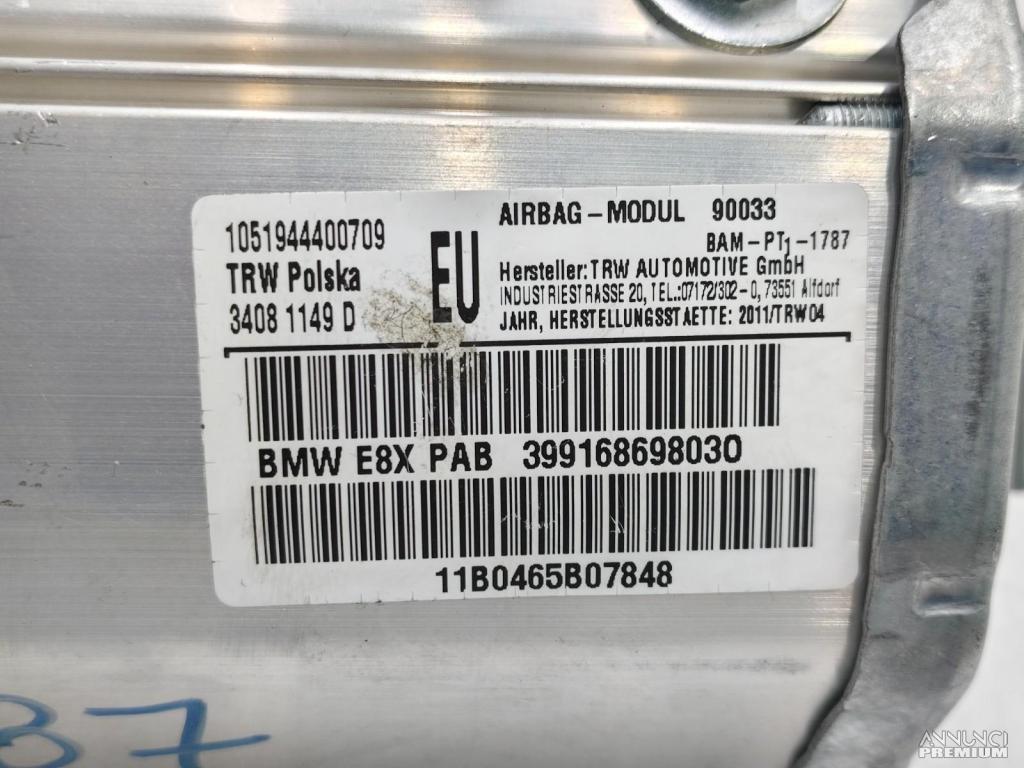 1051944400709
TRW Polska
3408 1149 D
EU
AIRBAG - MODUL 90033
BAM - PT1 - 1787
Hersteller: TRW AUTOMOTIVE GmbH
INDUSTRIESTRASSE 20, TEL.: 07172/302 - 0, 73551 Alfdorf
JAHR, HERSTELLUNGSSTAETTE: 2011/TRW04
BMW E8X PAB 399168698030
11B0465B07848
87
ANNUNCI
PREMIUM